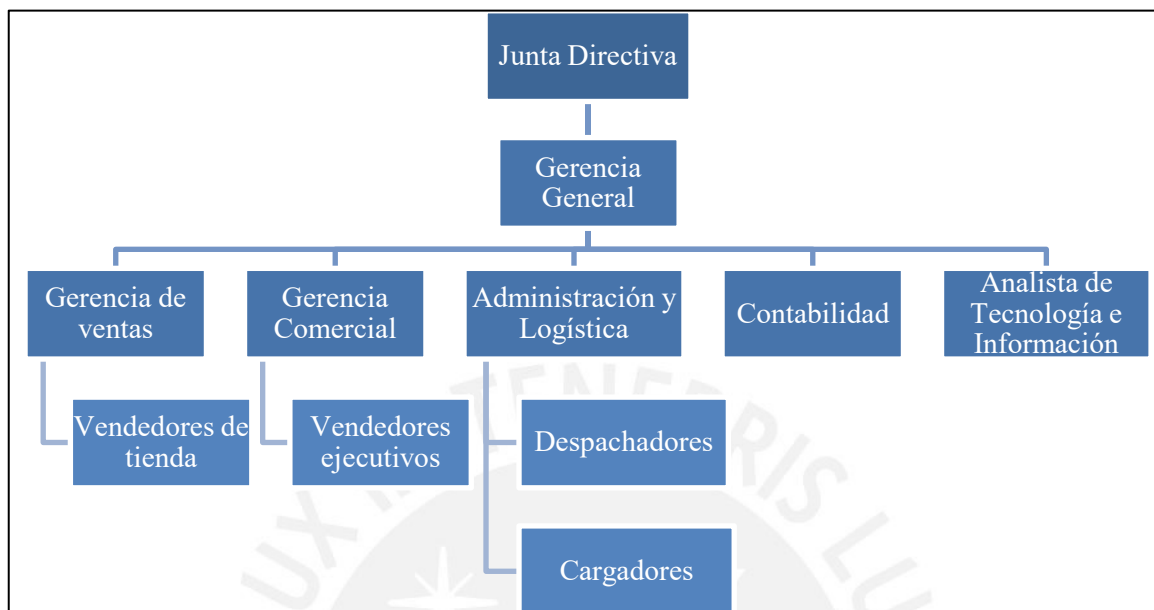 Junta Directiva
Gerencia
General
Gerencia de
ventas
Gerencia
Comercial
Administración y
Logística
Contabilidad
Analista de
Tecnología e
Información
Vendedores de
tienda
Vendedores
ejecutivos
Despachadores
Cargadores